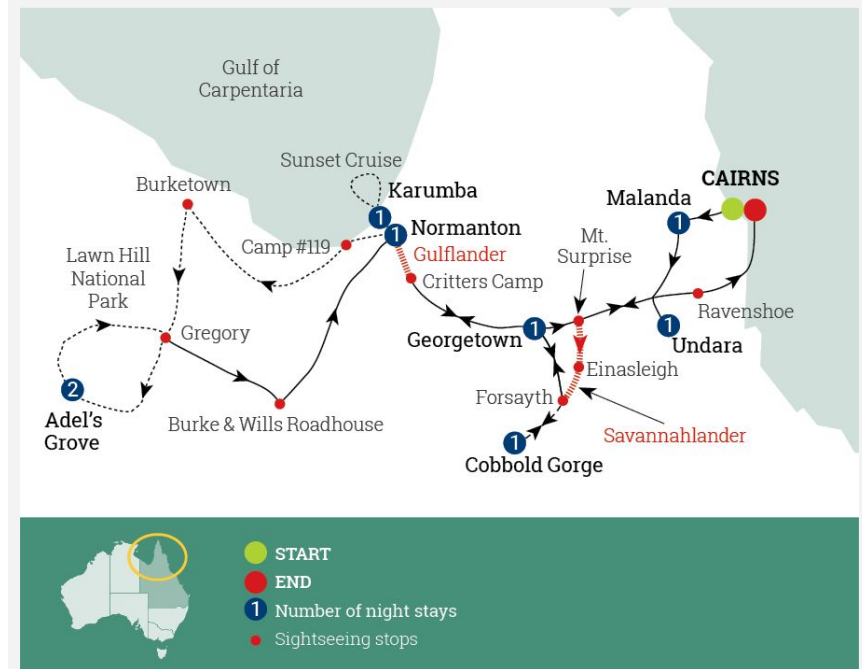 Gulf of
Carpentaria
Sunset Cruise
Karumba
1
Burketown
Malanda
CAIRNS
1
Normanton
1
Camp #119
Gulflander
Mt.
Surprise
Lawn Hill
National
Park
Critters Camp
Ravenshoe
Gregory
Georgetown
1
1
Undara
Einasleigh
2
Adel's
Grove
Forsayth
Burke & Wills Roadhouse
Savannahlander
1
Cobbold Gorge
START
END
1
Number of night stays
Sightseeing stops